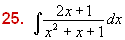 25. ∫ (2x + 1)/(x² + x + 1) dx